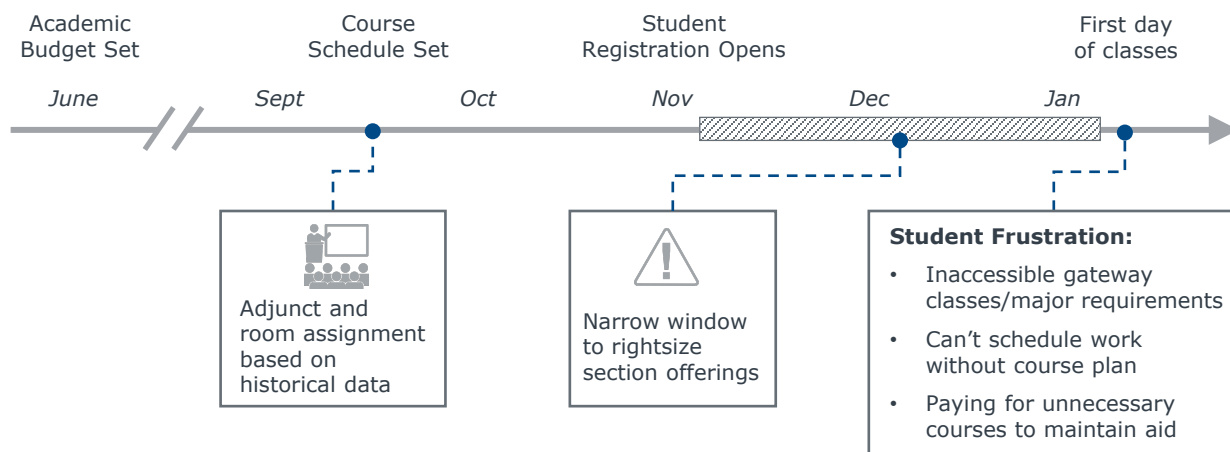 Academic
Budget Set
Course
Schedule Set
Student
Registration Opens
First day
of classes
June
Sept
Oct
Nov
Dec
Jan
Adjunct and
room assignment
based on
historical data
Narrow window
to rightsize
section offerings
Student Frustration:
• Inaccessible gateway
classes/major requirements
• Can’t schedule work
without course plan
• Paying for unnecessary
courses to maintain aid